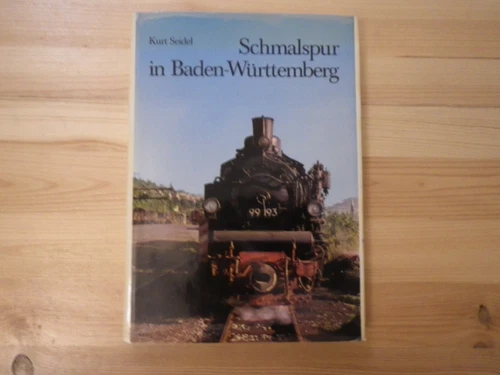 Kurt Seidel
Schmalspur
in Baden-Württemberg
99 193